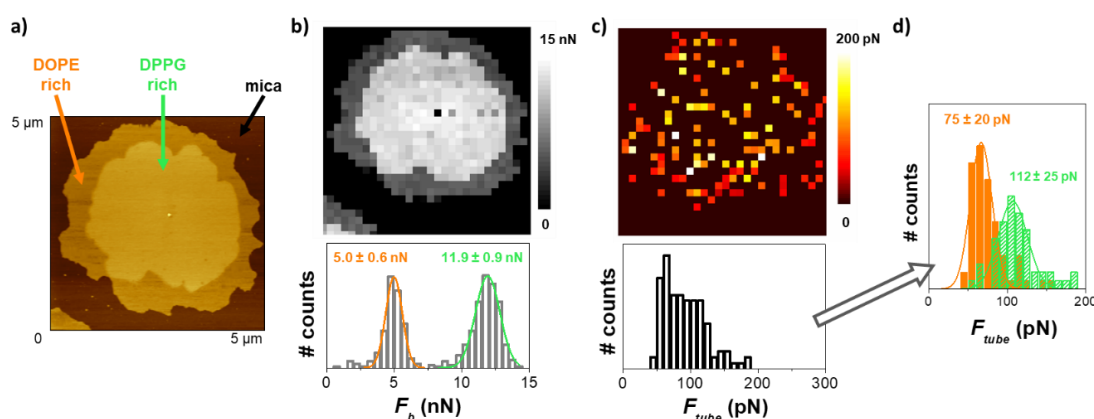 a)
DOPE
rich
DPPG
rich
mica
5 µm
0
5 µm
b)
15 nN
0
5.0 ± 0.6 nN
11.9 ± 0.9 nN
# counts
0 5 10 15
F_b (nN)
c)
200 pN
0
# counts
0 100 200 300
F_tube (pN)
d)
75 ± 20 pN
112 ± 25 pN
# counts
0 100 200
F_tube (pN)